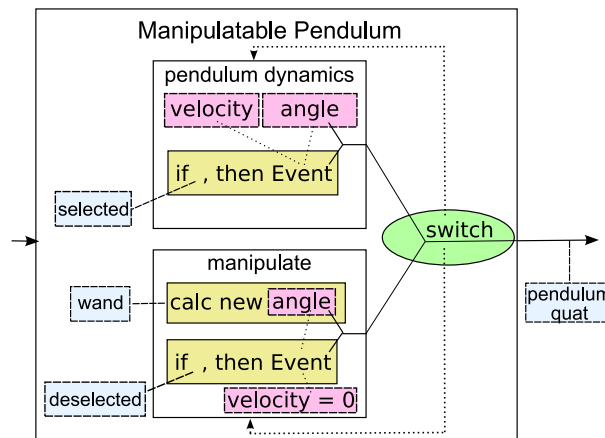 Manipulatable Pendulum
pendulum dynamics
velocity angle
if , then Event
selected
switch
manipulate
wand
calc new angle
pendulum
quat
if , then Event
deselected
velocity = 0